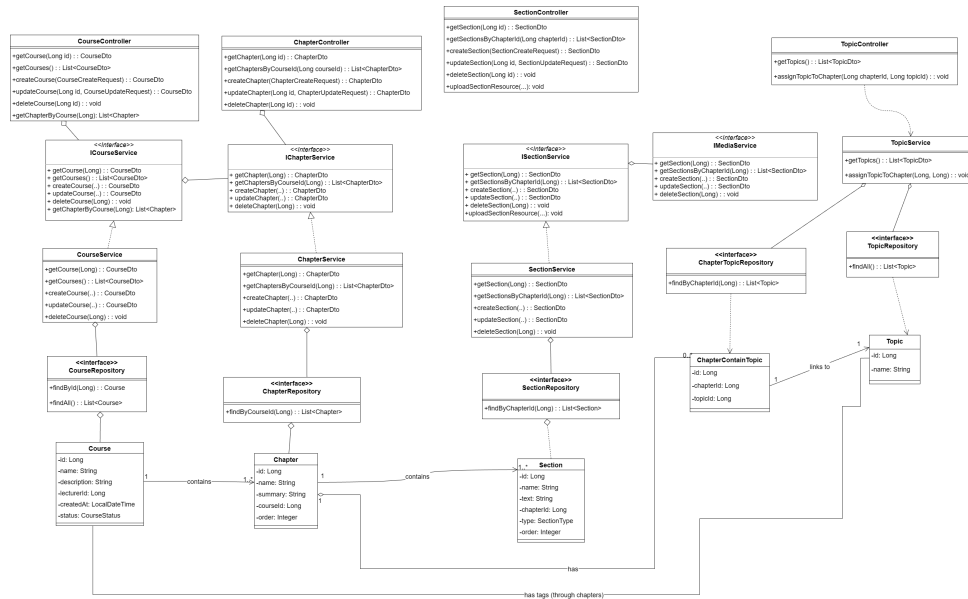 SectionController
+getSection(Long id) : : SectionDto
+getSectionsByChapterId(Long chapterId) : : List<SectionDto>
+createSection(SectionCreateRequest) : : SectionDto
+updateSection(Long id, SectionUpdateRequest) : : SectionDto
+deleteSection(Long id) : : void
+uploadSectionResource(...): void
CourseController
+getCourse(Long id) : : CourseDto
+getCourses() : : List<CourseDto>
+createCourse(CourseCreateRequest) : : CourseDto
+updateCourse(Long id, CourseUpdateRequest) : : CourseDto
+deleteCourse(Long id) : : void
+getChapterByCourse(Long): List<Chapter>
ChapterController
+getChapter(Long id) : : ChapterDto
+getChaptersByCourseId(Long courseId) : : List<ChapterDto>
+createChapter(ChapterCreateRequest) : : ChapterDto
+updateChapter(Long id, ChapterUpdateRequest) : : ChapterDto
+deleteChapter(Long id) : : void
TopicController
+getTopics() : : List<TopicDto>
+assignTopicToChapter(Long chapterId, Long topicId) : : void
<<interface>>
ICourseService
+ getCourse(Long) : : CourseDto
+ getCourses() : : List<CourseDto>
+ createCourse(..) : : CourseDto
+ updateCourse(..) : : CourseDto
+ deleteCourse(Long) : : void
+ getChapterByCourse(Long): List<Chapter>
<<interface>>
IChapterService
+ getChapter(Long) : : ChapterDto
+ getChaptersByCourseId(Long) : : List<ChapterDto>
+ createChapter(..) : : ChapterDto
+ updateChapter(..) : : ChapterDto
+ deleteChapter(Long) : : void
<<interface>>
ISectionService
+ getSection(Long) : : SectionDto
+ getSectionsByChapterId(Long) : : List<SectionDto>
+ createSection(..) : : SectionDto
+ updateSection(..) : : SectionDto
+ deleteSection(Long) : : void
+uploadSectionResource(...): void
<<interface>>
IMediaService
+ getSection(Long) : : SectionDto
+ getSectionsByChapterId(Long) : : List<SectionDto>
+ createSection(..) : : SectionDto
+ updateSection(..) : : SectionDto
+ deleteSection(Long) : : void
TopicService
+getTopics() : : List<TopicDto>
+assignTopicToChapter(Long, Long) : : void
CourseService
+getCourse(Long) : : CourseDto
+getCourses() : : List<CourseDto>
+createCourse(..) : : CourseDto
+updateCourse(..) : : CourseDto
+deleteCourse(Long) : : void
ChapterService
+getChapter(Long) : : ChapterDto
+getChaptersByCourseId(Long) : : List<ChapterDto>
+createChapter(..) : : ChapterDto
+updateChapter(..) : : ChapterDto
+deleteChapter(Long) : : void
SectionService
+getSection(Long) : : SectionDto
+getSectionsByChapterId(Long) : : List<SectionDto>
+createSection(..) : : SectionDto
+updateSection(..) : : SectionDto
+deleteSection(Long) : : void
<<interface>>
ChapterTopicRepository
+findByChapterId(Long) : : List<Topic>
<<interface>>
TopicRepository
+findAll() : : List<Topic>
<<interface>>
CourseRepository
+findById(Long) : : Course
+findAll() : : List<Course>
<<interface>>
ChapterRepository
+findByCourseId(Long) : : List<Chapter>
<<interface>>
SectionRepository
+findByChapterId(Long) : : List<Section>
0..*
ChapterContainTopic
-id: Long
-chapterId: Long
-topicId: Long
1
links to
1
Topic
-id: Long
-name: String
Course
-id: Long
-name: String
-description: String
-lecturerId: Long
-createdAt: LocalDateTime
-status: CourseStatus
1
contains
1..*
Chapter
-id: Long
-name: String
-summary: String
-courseId: Long
-order: Integer
1
1
contains
1..*
Section
-id: Long
-name: String
-text: String
-chapterId: Long
-type: SectionType
-order: Integer
has
has tags (through chapters)